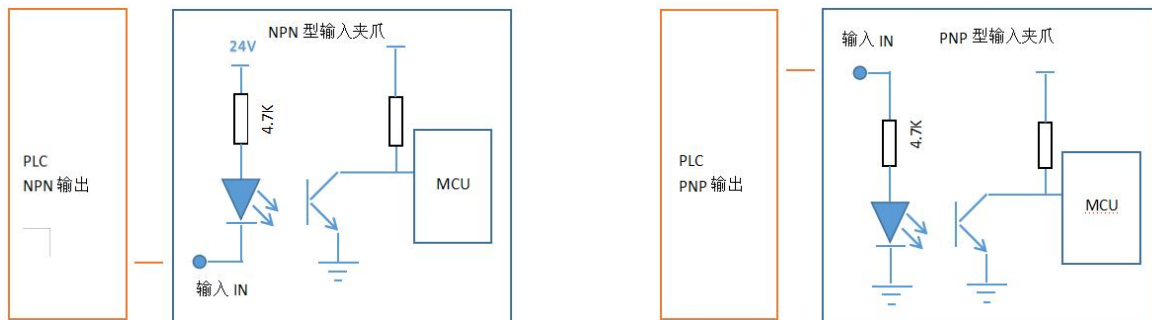 NPN 型输入夹爪
24V
4.7K
PLC
NPN 输出
MCU
输入 IN
输入 IN
PNP 型输入夹爪
4.7K
PLC
PNP 输出
MCU